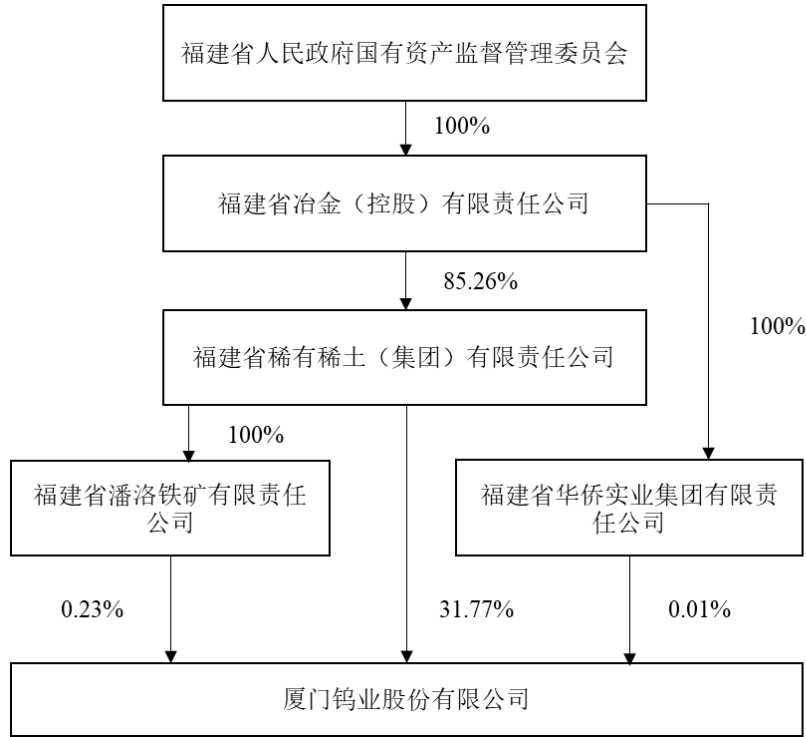 福建省人民政府国有资产监督管理委员会
100%
福建省冶金（控股）有限责任公司
85.26%
100%
福建省稀有稀土（集团）有限责任公司
100%
福建省潘洛铁矿有限责任
公司
福建省华侨实业集团有限责
任公司
0.23%
31.77%
0.01%
厦门钨业股份有限公司